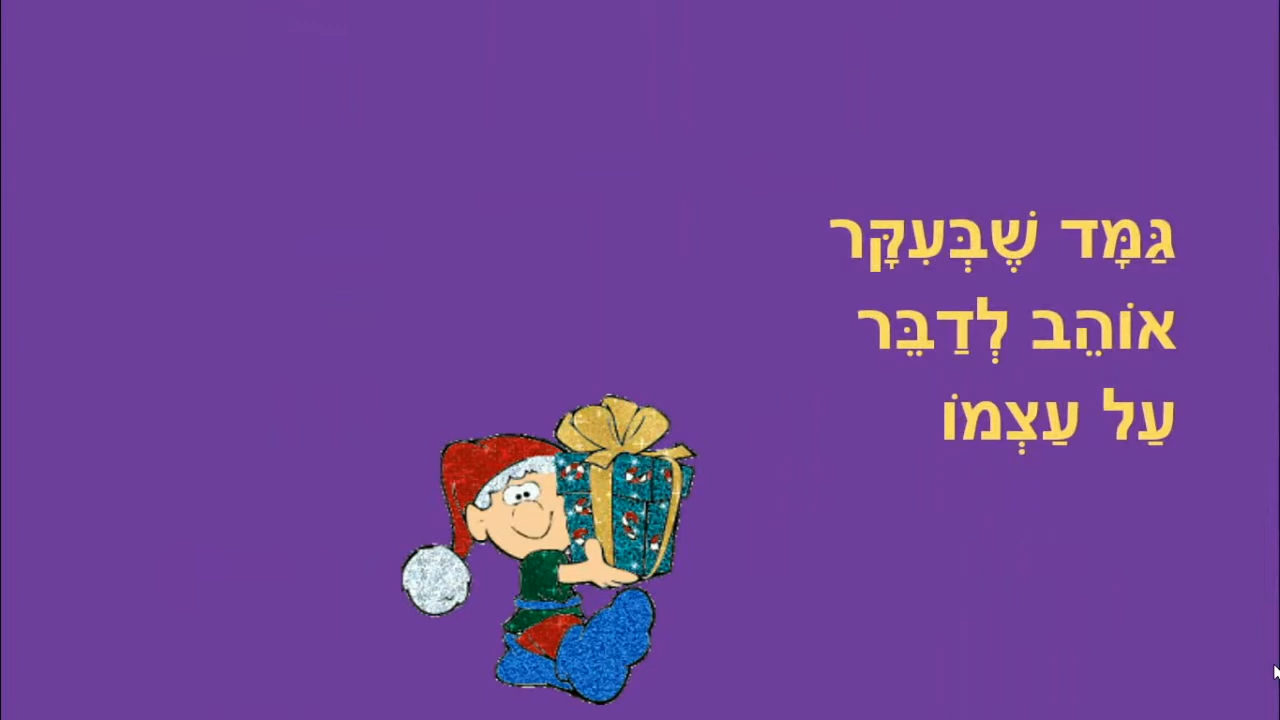 גַּמָּד שֶׁבְּעִקָּר
אוֹהֵב לְדַבֵּר
עַל עַצְמוֹ